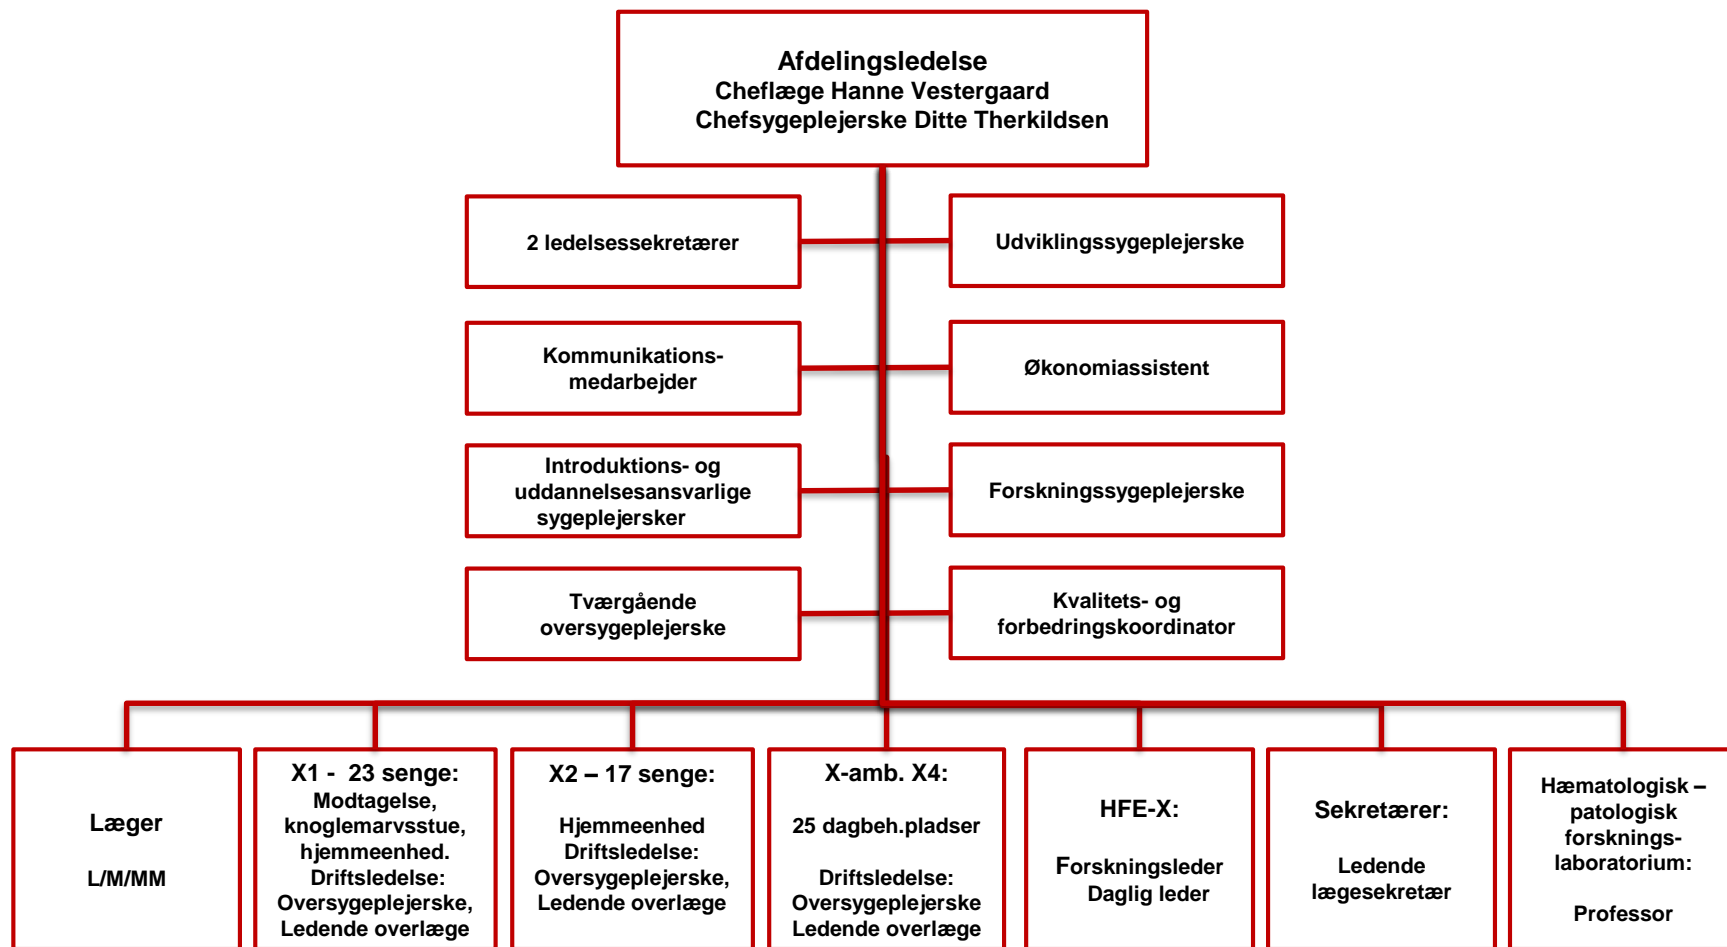 Afdelingsledelse
Cheflæge Hanne Vestergaard
Chefsygeplejerske Ditte Therkildsen
2 ledelsessekretærer
Udviklingssygeplejerske
Kommunikations-
medarbejder
Økonomiassistent
Introduktions- og
uddannelsesansvarlige
sygeplejersker
Forskningssygeplejerske
Tværgående
oversygeplejerske
Kvalitets- og
forbedringskoordinator
Læger
L/M/MM
X1 - 23 senge:
Modtagelse,
knoglemarvsstue,
hjemmeenhed.
Driftsledelse:
Oversygeplejerske,
Ledende overlæge
X2 – 17 senge:
Hjemmeenhed
Driftsledelse:
Oversygeplejerske,
Ledende overlæge
X-amb. X4:
25 dagbeh.pladser
Driftsledelse:
Oversygeplejerske
Ledende overlæge
HFE-X:
Forskningsleder
Daglig leder
Sekretærer:
Ledende
lægesekretær
Hæmatologisk –
patologisk
forsknings-
laboratorium:
Professor